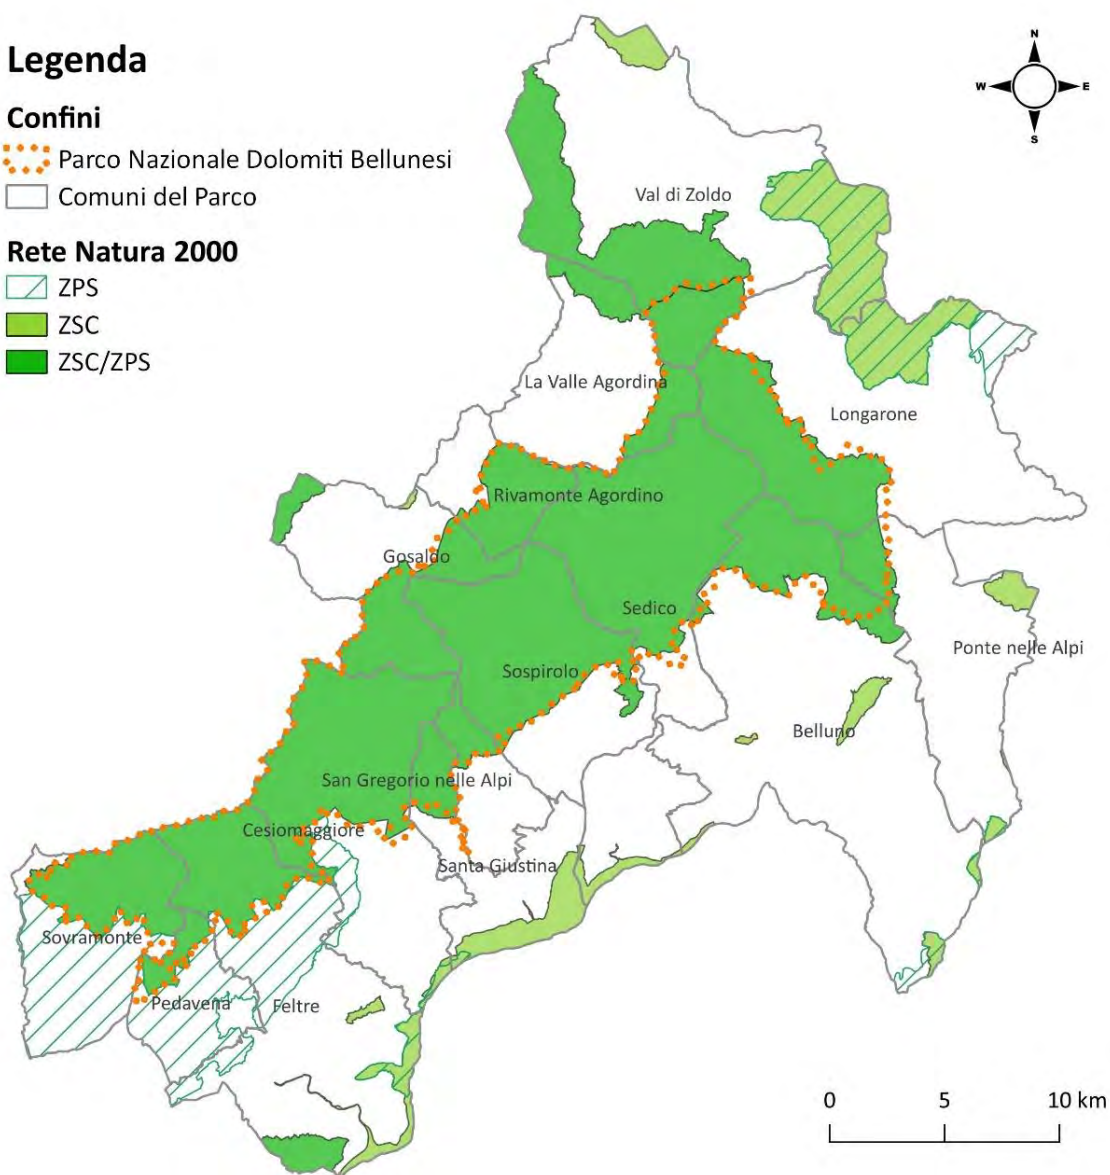 Legenda
Confini
Parco Nazionale Dolomiti Bellunesi
Comuni del Parco
Rete Natura 2000
ZPS
ZSC
ZSC/ZPS
N
W
E
S
Val di Zoldo
La Valle Agordina
Longarone
Rivamonte Agordino
Gosaldo
Sedico
Ponte nelle Alpi
Sospirolo
Belluno
San Gregorio nelle Alpi
Cesiomaggiore
Santa Giustina
Sovramonte
Pedavena
Feltre
0 5 10 km